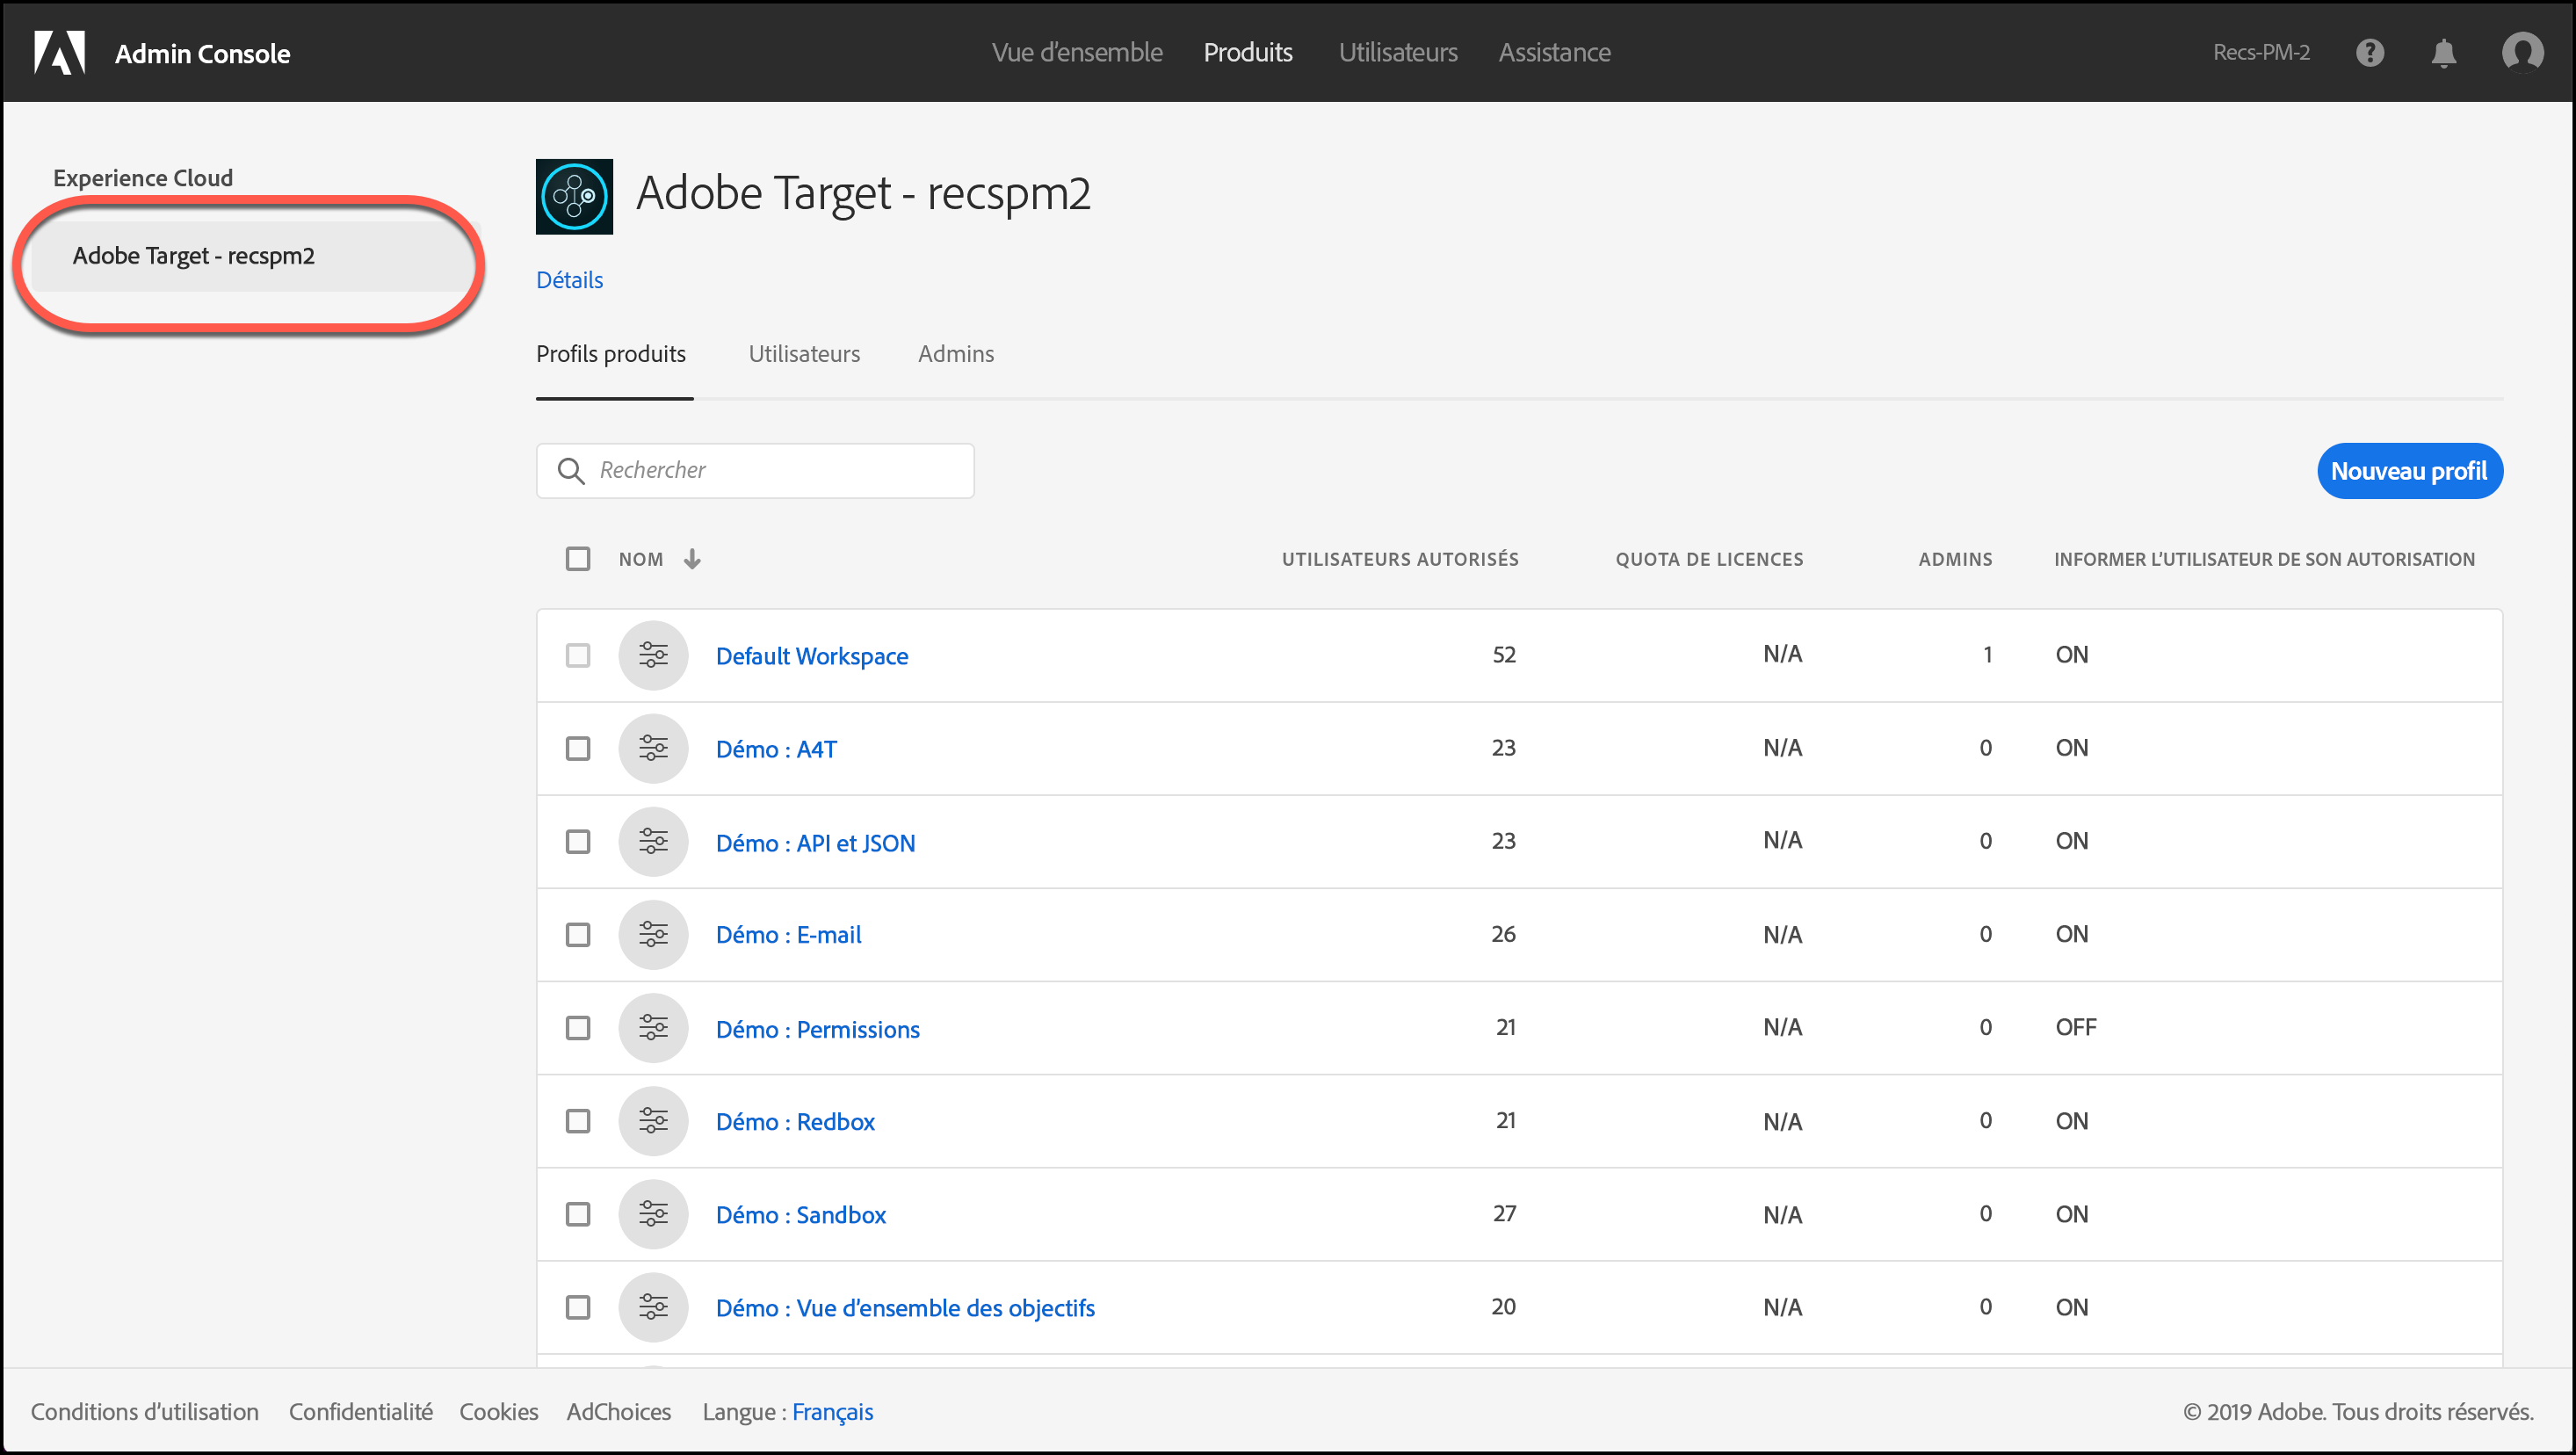 Admin Console
Vue d'ensemble Produits Utilisateurs Assistance
Recs-PM-2
Experience Cloud
Adobe Target - recspm2
Adobe Target - recspm2
Détails
Profils produits Utilisateurs Admins
Rechercher
Nouveau profil
NOM UTILISATEURS AUTORISÉS QUOTA DE LICENCES ADMINS INFORMER L'UTILISATEUR DE SON AUTORISATION
Default Workspace 52 N/A 1 ON
Démo : A4T 23 N/A 0 ON
Démo : API et JSON 23 N/A 0 ON
Démo : E-mail 26 N/A 0 ON
Démo : Permissions 21 N/A 0 OFF
Démo : Redbox 21 N/A 0 ON
Démo : Sandbox 27 N/A 0 ON
Démo : Vue d'ensemble des objectifs 20 N/A 0 ON
Conditions d'utilisation Confidentialité Cookies AdChoices Langue : Français
© 2019 Adobe. Tous droits réservés.